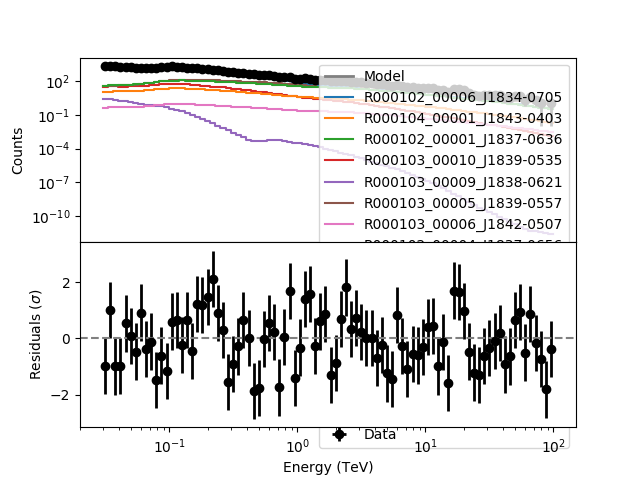 10²
10⁻¹
10⁻⁴
10⁻⁷
10⁻¹⁰
Counts
Model
R000102_00006_J1834-0705
R000104_00001_J1843-0403
R000102_00001_J1837-0636
R000103_00010_J1839-0535
R000103_00009_J1838-0621
R000103_00005_J1839-0557
R000103_00006_J1842-0507
2
0
−2
Residuals (σ)
Data
10⁻¹
10⁰
10¹
10²
Energy (TeV)